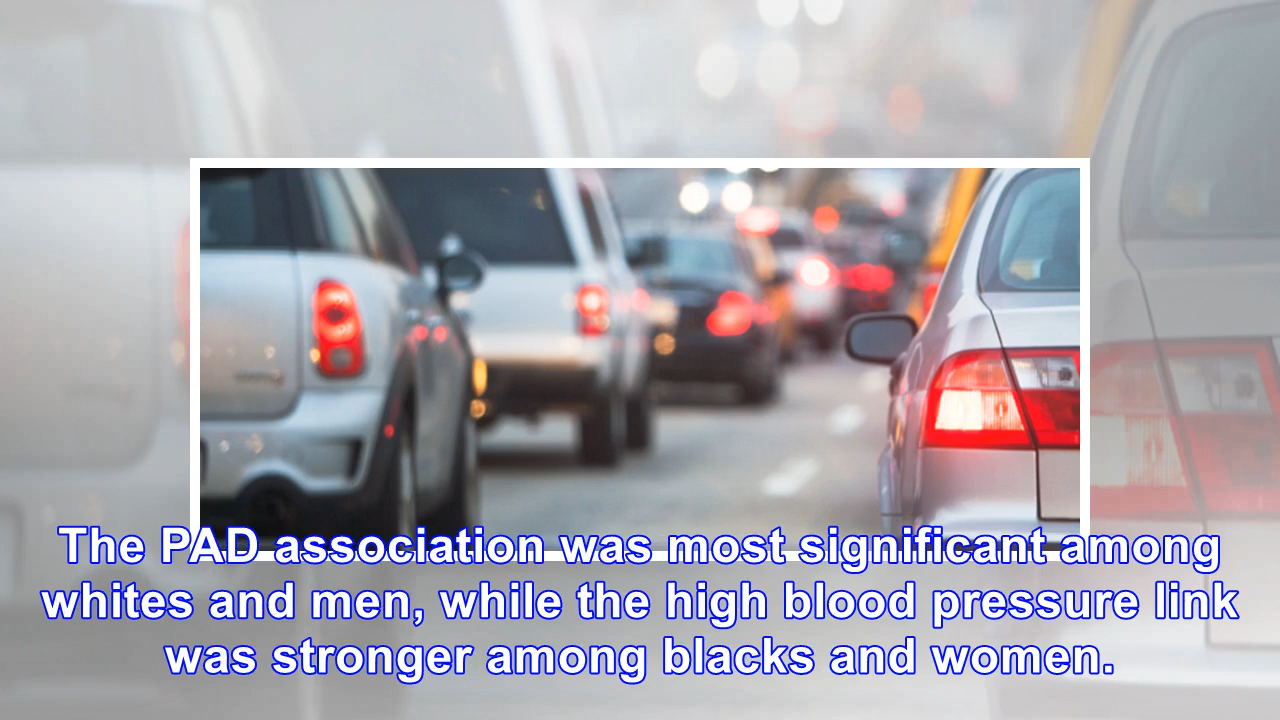 The PAD association was most significant among
whites and men, while the high blood pressure link
was stronger among blacks and women.